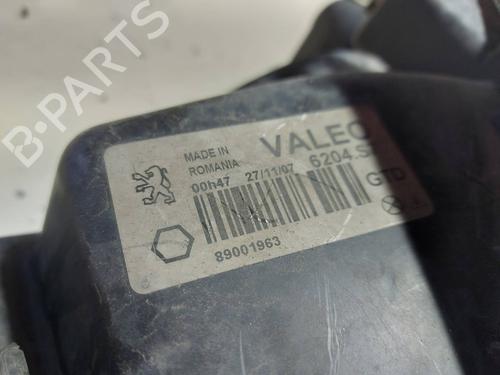 B-PARTS
MADE IN
ROMANIA
VALEO
00h47 27/11/07 6204.S
GTD
89001963